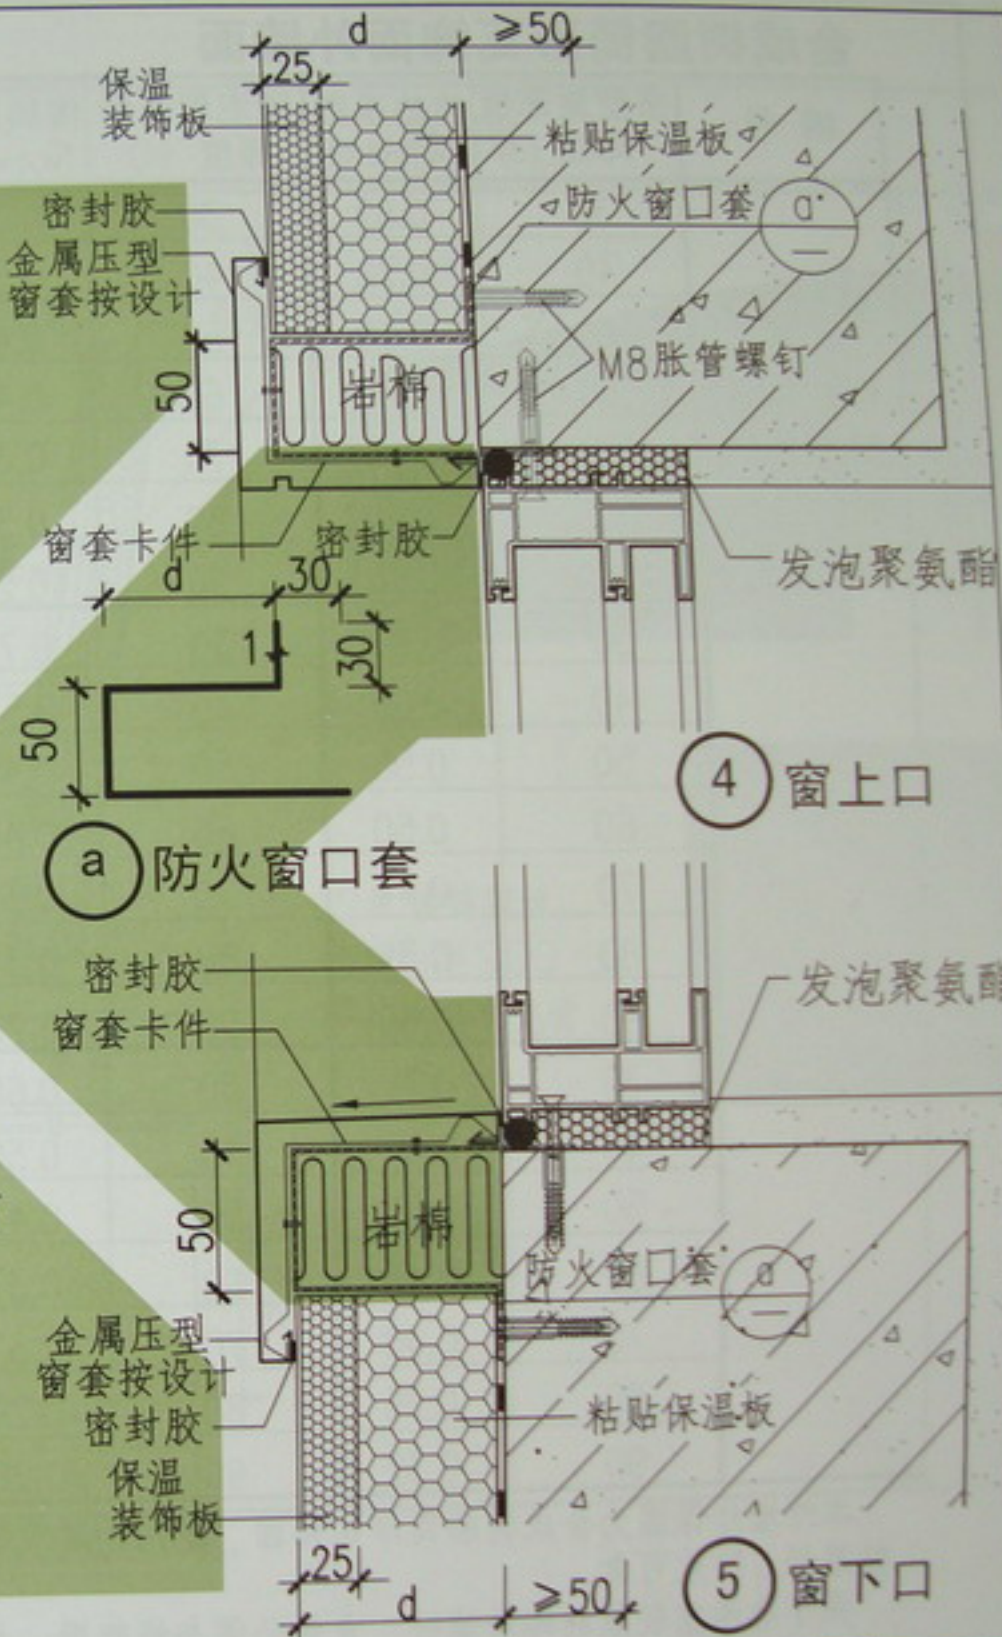 d ≥50
25
保温
装饰板
粘贴保温板
密封胶
防火窗口套 a
金属压型
窗套按设计
M8胀管螺钉
50
岩棉
窗套卡件
密封胶
发泡聚氨酯
d 30
1
30
50
4 窗上口
a 防火窗口套
密封胶
发泡聚氨酯
窗套卡件
50
岩棉
防火窗口套 a
金属压型
窗套按设计
粘贴保温板
密封胶
保温
装饰板
25
d ≥50
5 窗下口